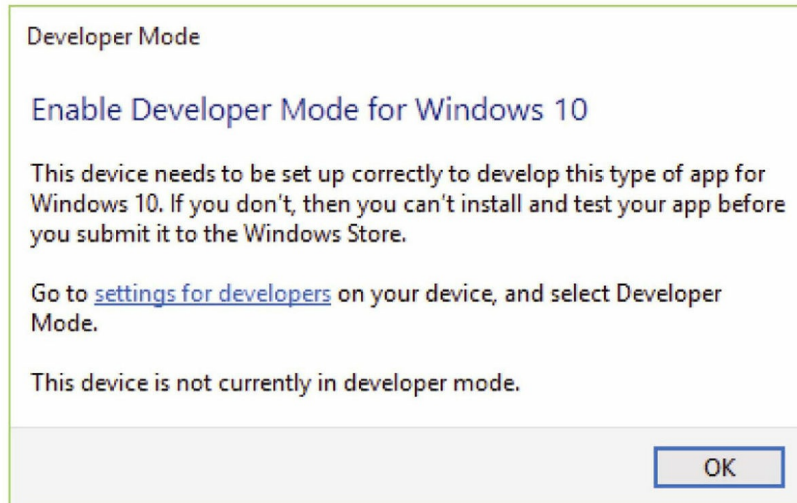 Developer Mode
Enable Developer Mode for Windows 10
This device needs to be set up correctly to develop this type of app for
Windows 10. If you don't, then you can't install and test your app before
you submit it to the Windows Store.
Go to settings for developers on your device, and select Developer
Mode.
This device is not currently in developer mode.
OK